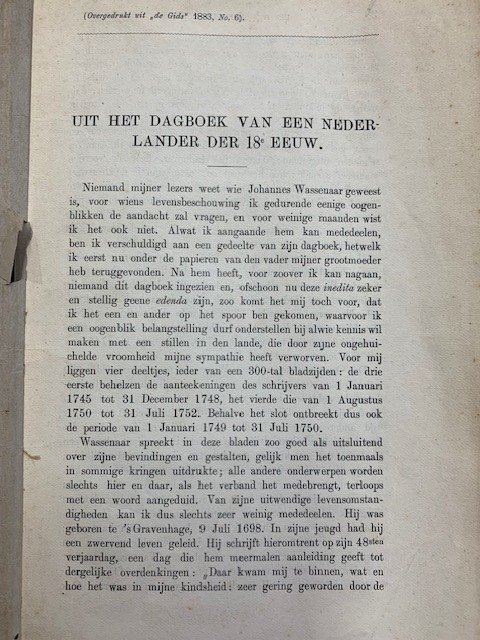 (Overgedrukt uit „de Gids" 1883, No. 6).
UIT HET DAGBOEK VAN EEN NEDER-
LANDER DER 18e EEUW.
Niemand mijner lezers weet wie Johannes Wassenaar geweest
is, voor wiens levensbeschouwing ik gedurende eenige oogen-
blikken de aandacht zal vragen, en voor weinige maanden wist
ik het ook niet. Alwat ik aangaande hem kan mededeelen,
ben ik verschuldigd aan een gedeelte van zijn dagboek, hetwelk
ik eerst nu onder de papieren van den vader mijner grootmoeder
heb teruggevonden. Na hem heeft, voor zoover ik kan nagaan,
niemand dit dagboek ingezien en, ofschoon nu deze inedita zeker
en stellig geene edenda zijn, zoo komt het mij toch voor, dat
ik het een en ander op het spoor ben gekomen, waarvoor ik
een oogenblik belangstelling durf onderstellen bij alwie kennis wil
maken met een stillen in den lande, die door zijne ongehui-
chelde vroomheid mijne sympathie heeft verworven. Voor mij
liggen vier deeltjes, ieder van een 300-tal bladzijden: de drie
eerste behelzen de aanteekeningen des schrijvers van 1 Januari
1745 tot 31 December 1748, het vierde die van 1 Augustus
1750 tot 31 Juli 1752. Behalve het slot ontbreekt dus ook
de periode van 1 Januari 1749 tot 31 Juli 1750.
Wassenaar spreekt in deze bladen zoo goed als uitsluitend
over zijne bevindingen en gestalten, gelijk men het toenmaals
in sommige kringen uitdrukte; alle andere onderwerpen worden
slechts hier en daar, als het verband het medebrengt, terloops
met een woord aangeduid. Van zijne uitwendige levensomstan-
digheden kan ik dus slechts zeer weinig mededeelen. Hij was
geboren te 's Gravenhage, 9 Juli 1698. In zijne jeugd had hij
een zwervend leven geleid. Hij schrijft hieromtrent op zijn 48sten
verjaardag, een dag die hem meermalen aanleiding geeft tot
dergelijke overdenkingen: „Daar kwam mij te binnen, wat en
hoe het was in mijne kindsheid: zeer gering geworden door de